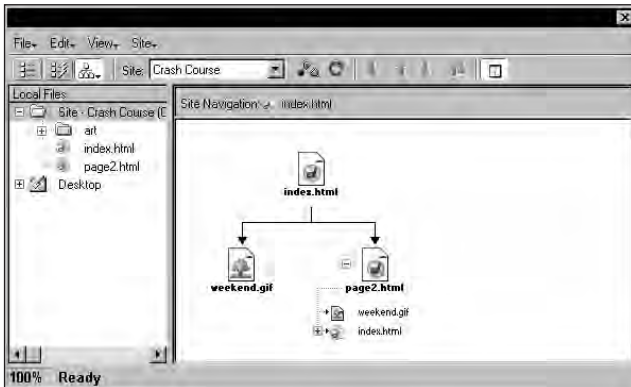 File Edit View Site
Site: Crash Course
Local Files
Site - Crash Course (
art
index.html
page2.html
Desktop
Site Navigation index.html
index.html
weekend.gif
page2.html
weekend.gif
index.html
100% Ready